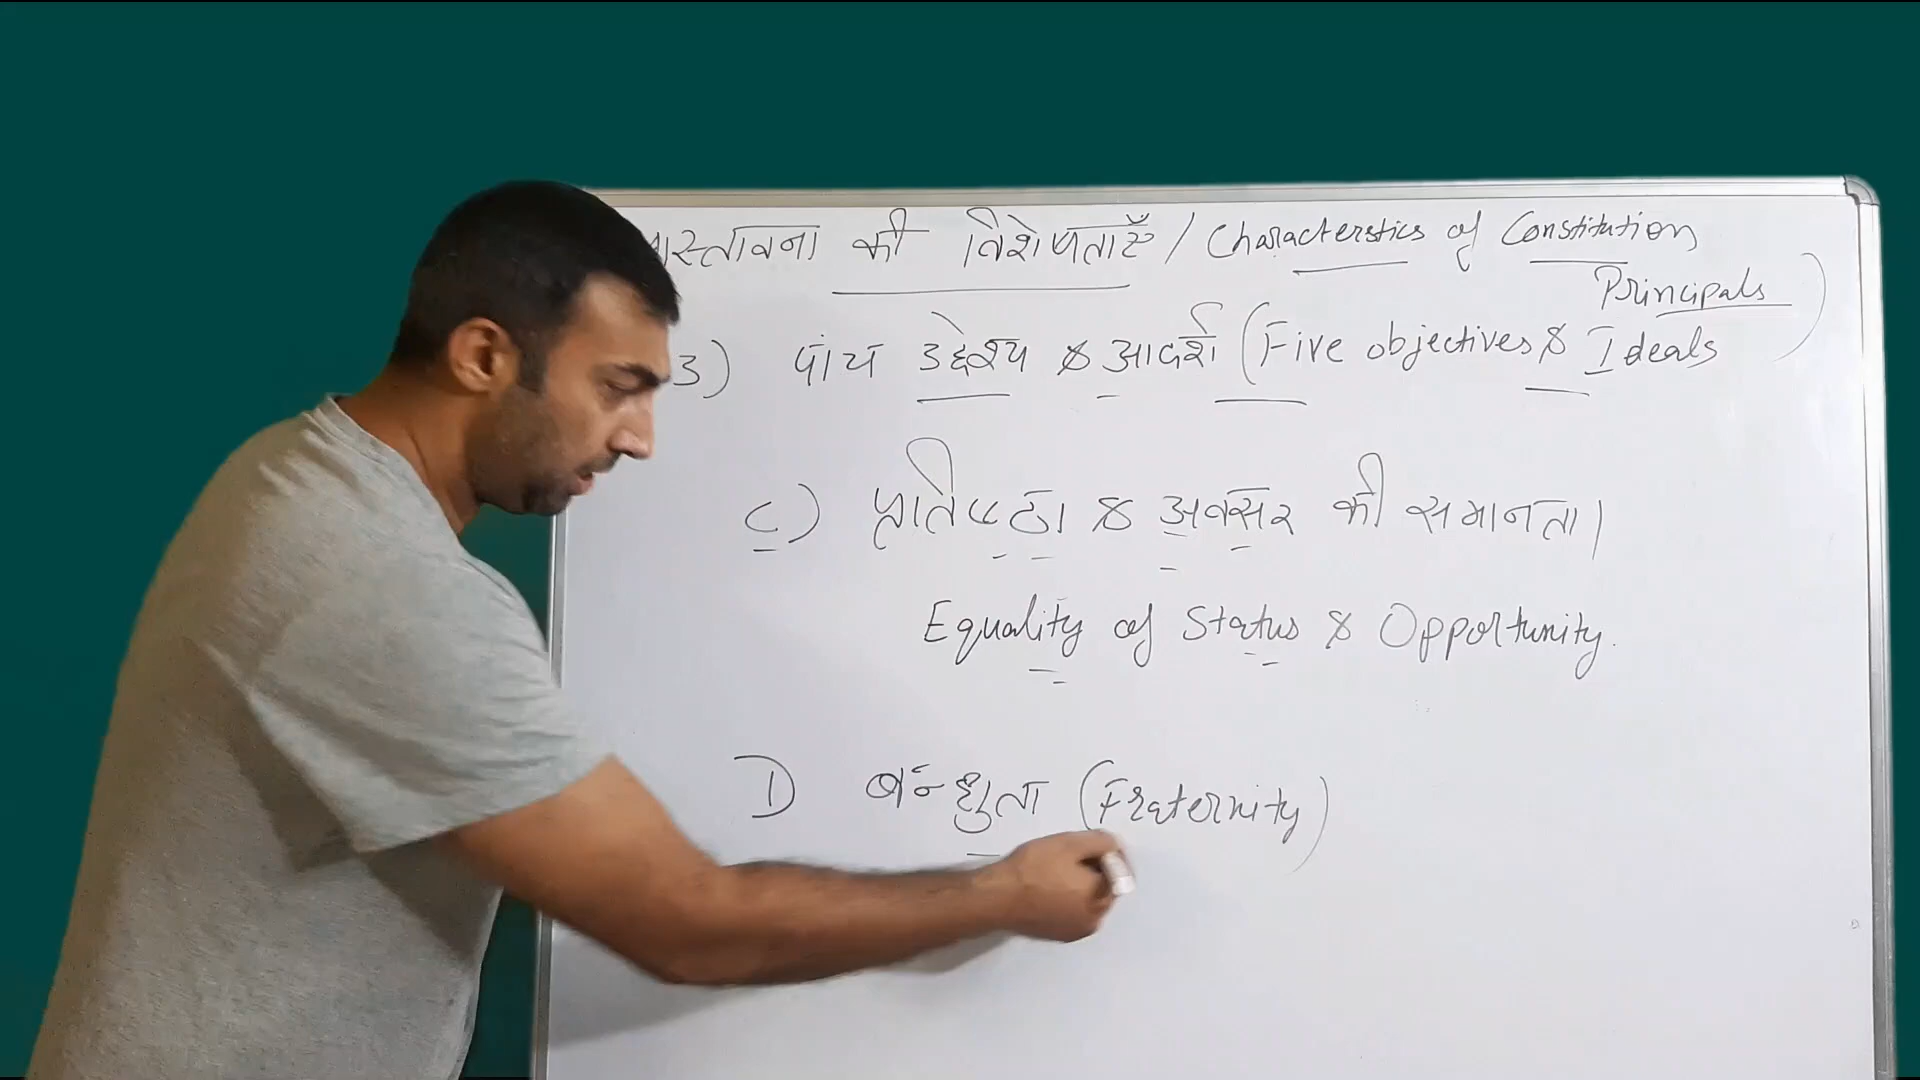 स्तावना की विशेषताएँ / Characterstics of Constitution
Principals
3) पांच उद्देश्य & आदर्श (Five objectives & Ideals)
C) प्रतिष्ठा & अवसर की समानता।
Equality of Status & Opportunity.
D बन्धुता (Fraternity)